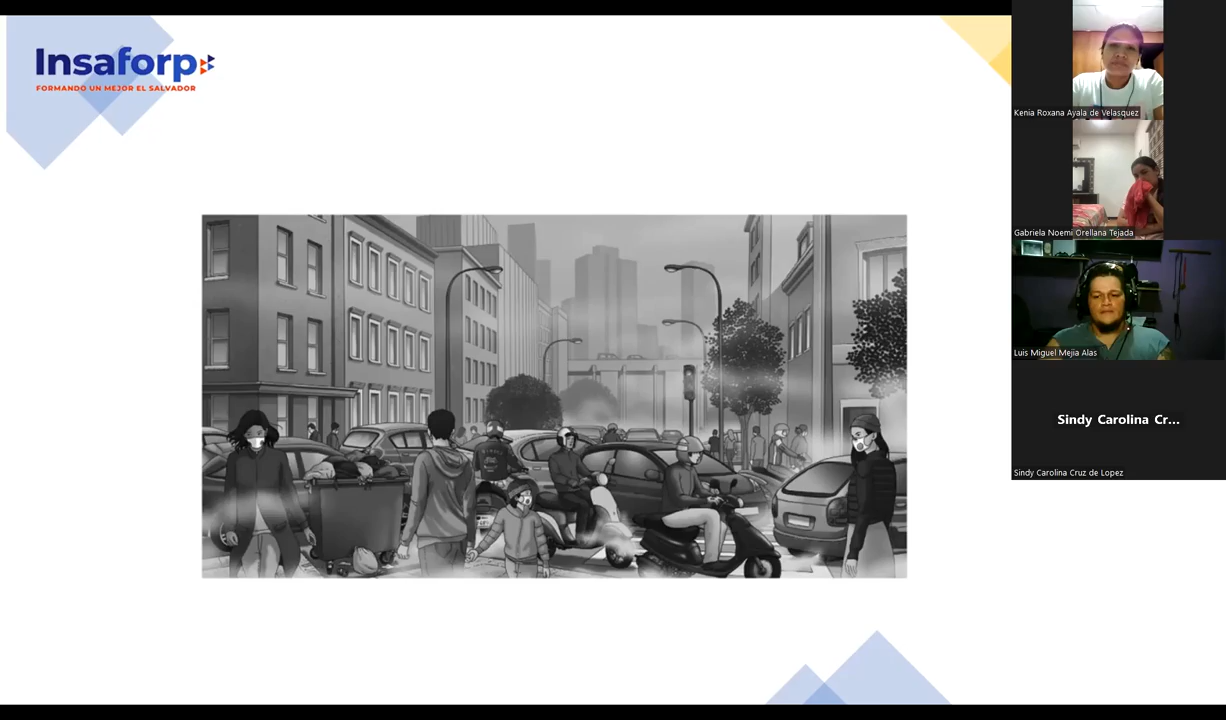 Insaforp
FORMANDO UN MEJOR EL SALVADOR
Kenia Roxana Ayala de Velasquez
Gabriela Noemi Orellana Tejada
Luis Miguel Mejia Alas
Sindy Carolina Cr...
Sindy Carolina Cruz de Lopez